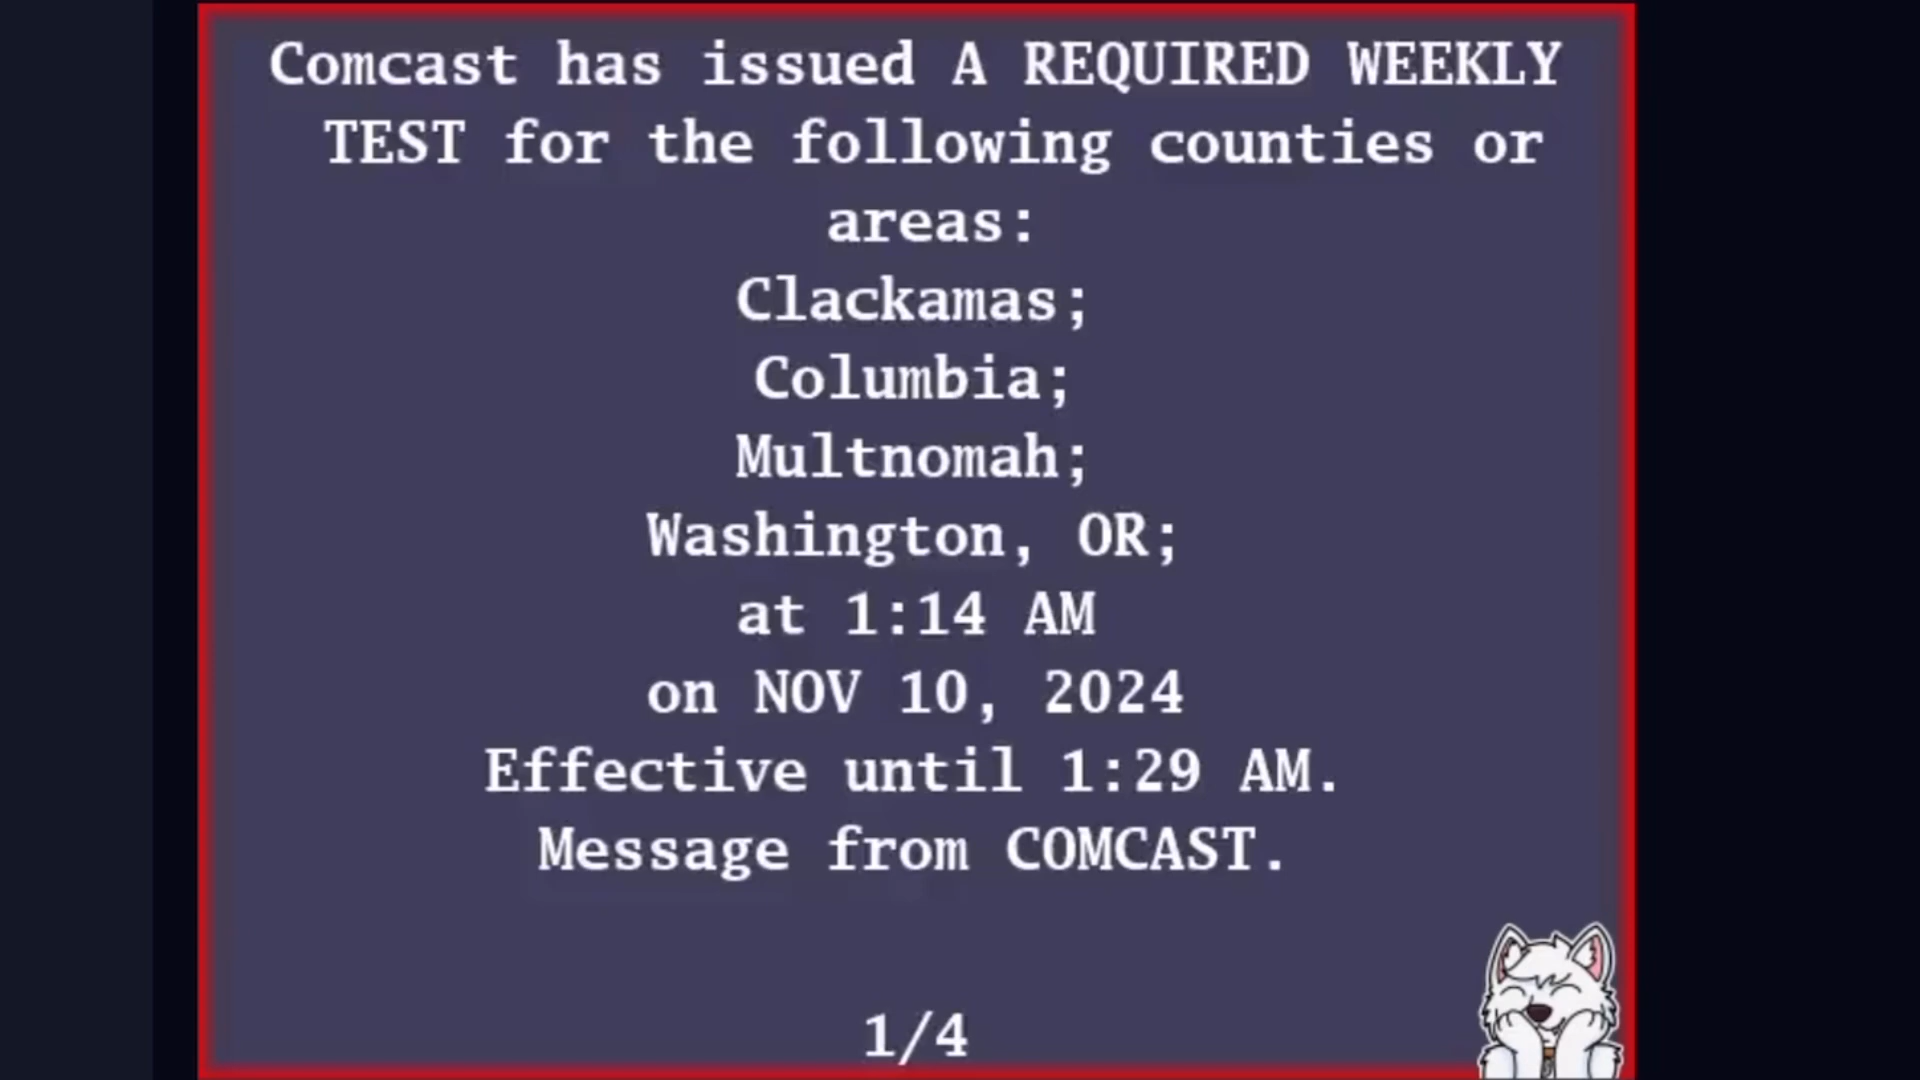 Comcast has issued A REQUIRED WEEKLY
TEST for the following counties or
areas:
Clackamas;
Columbia;
Multnomah;
Washington, OR;
at 1:14 AM
on NOV 10, 2024
Effective until 1:29 AM.
Message from COMCAST.
1/4